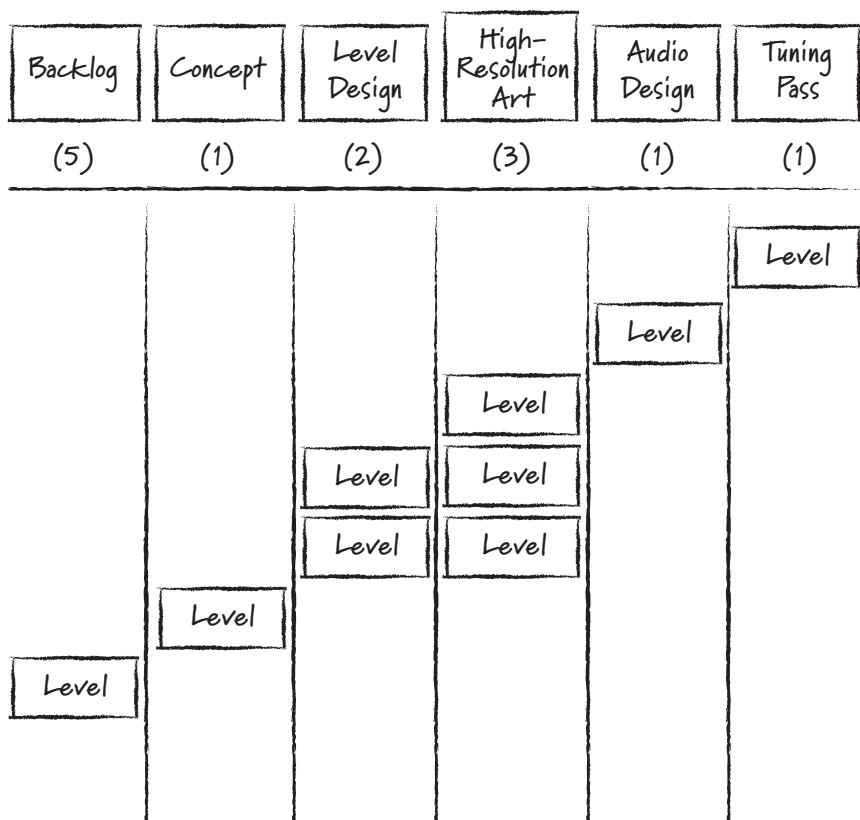 Backlog
Concept
Level
Design
High-
Resolution
Art
Audio
Design
Tuning
Pass
(5)
(1)
(2)
(3)
(1)
(1)
Level
Level
Level
Level
Level
Level
Level
Level
Level